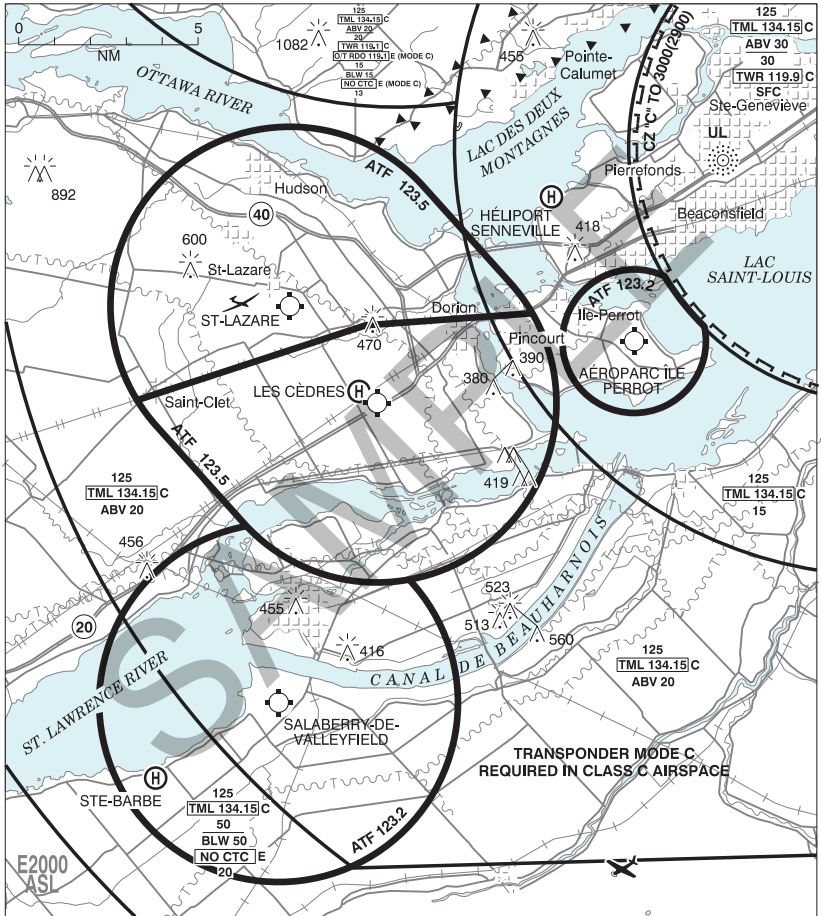 0
5
NM
OTTAWA RIVER
1082
125
TML 134.15 C
ABV 20
20
TWR 119.1 C
O/T RDO 119.1 E (MODE C)
15
BLW 15
NO CTC E (MODE C)
13
455
Pointe-
Calumet
CZ "C" TO 3000(2900)
125
TML 134.15 C
ABV 30
30
TWR 119.9 C
SFC
Ste-Geneviève
UL
LAC DES DEUX
MONTAGNES
Pierrefonds
ATF 123.5
892
Hudson
40
H
HÉLIPORT
SENNEVILLE
418
Beaconsfield
600
St-Lazare
LAC
SAINT-LOUIS
ST-LAZARE
ATF 123.2
Ile-Perrot
Dorion
470
Pincourt
390
AÉROPARC ÎLE
PERROT
LES CÈDRES
H
380
Saint-Clet
ATF 123.5
125
TML 134.15 C
ABV 20
419
125
TML 134.15 C
15
456
455
523
513
560
416
20
CANAL DE BEAUHARNOIS
125
TML 134.15 C
ABV 20
ST. LAWRENCE RIVER
SALABERRY-DE-
VALLEYFIELD
TRANSPONDER MODE C
REQUIRED IN CLASS C AIRSPACE
H
STE-BARBE
125
TML 134.15 C
50
BLW 50
NO CTC E
20
ATF 123.2
E2000
ASL
SAMPLE